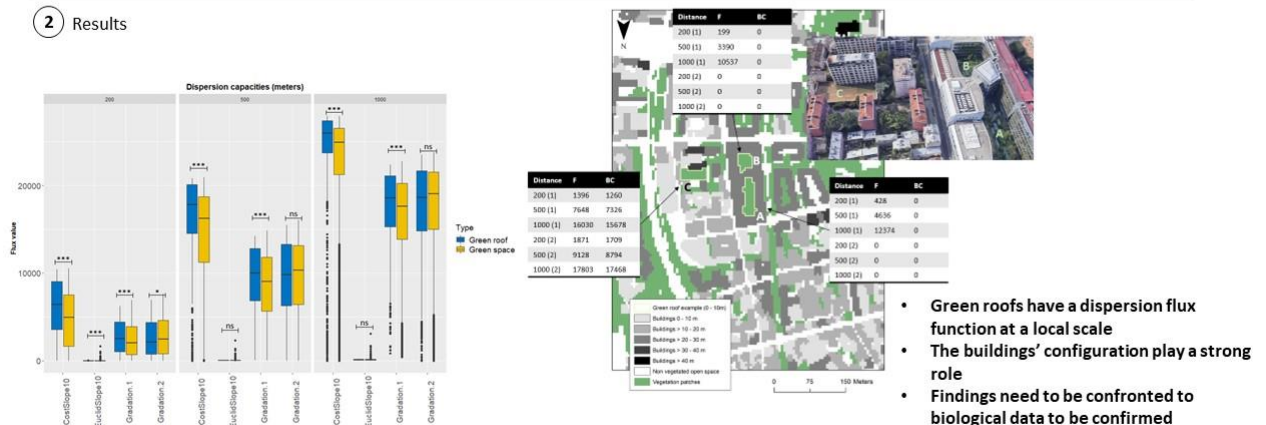 2 Results
Dispersion capacities (meters)
200
500
1000
***
***
***
*
***
ns
***
ns
***
ns
***
ns
Flux value
20000
10000
0
CostSlope10
EuclidSlope10
Gradation.1
Gradation.2
CostSlope10
EuclidSlope10
Gradation.1
Gradation.2
CostSlope10
EuclidSlope10
Gradation.1
Gradation.2
Type
Green roof
Green space
N
Distance F BC
200 (1) 199 0
500 (1) 3390 0
1000 (1) 10537 0
200 (2) 0 0
500 (2) 0 0
1000 (2) 0 0
B
C
A
Distance F BC
200 (1) 1396 1260
500 (1) 7648 7326
1000 (1) 16030 15678
200 (2) 1871 1709
500 (2) 9128 8794
1000 (2) 17803 17468
B
C
A
Distance F BC
200 (1) 428 0
500 (1) 4636 0
1000 (1) 12374 0
200 (2) 0 0
500 (2) 0 0
1000 (2) 0 0
Green roof example (0 - 10m)
Buildings 0 - 10 m
Buildings > 10 - 20 m
Buildings > 20 - 30 m
Buildings > 30 - 40 m
Buildings > 40 m
Non vegetated open space
Vegetation patches
0 75 150 Meters
• Green roofs have a dispersion flux
function at a local scale
• The buildings' configuration play a strong
role
• Findings need to be confronted to
biological data to be confirmed